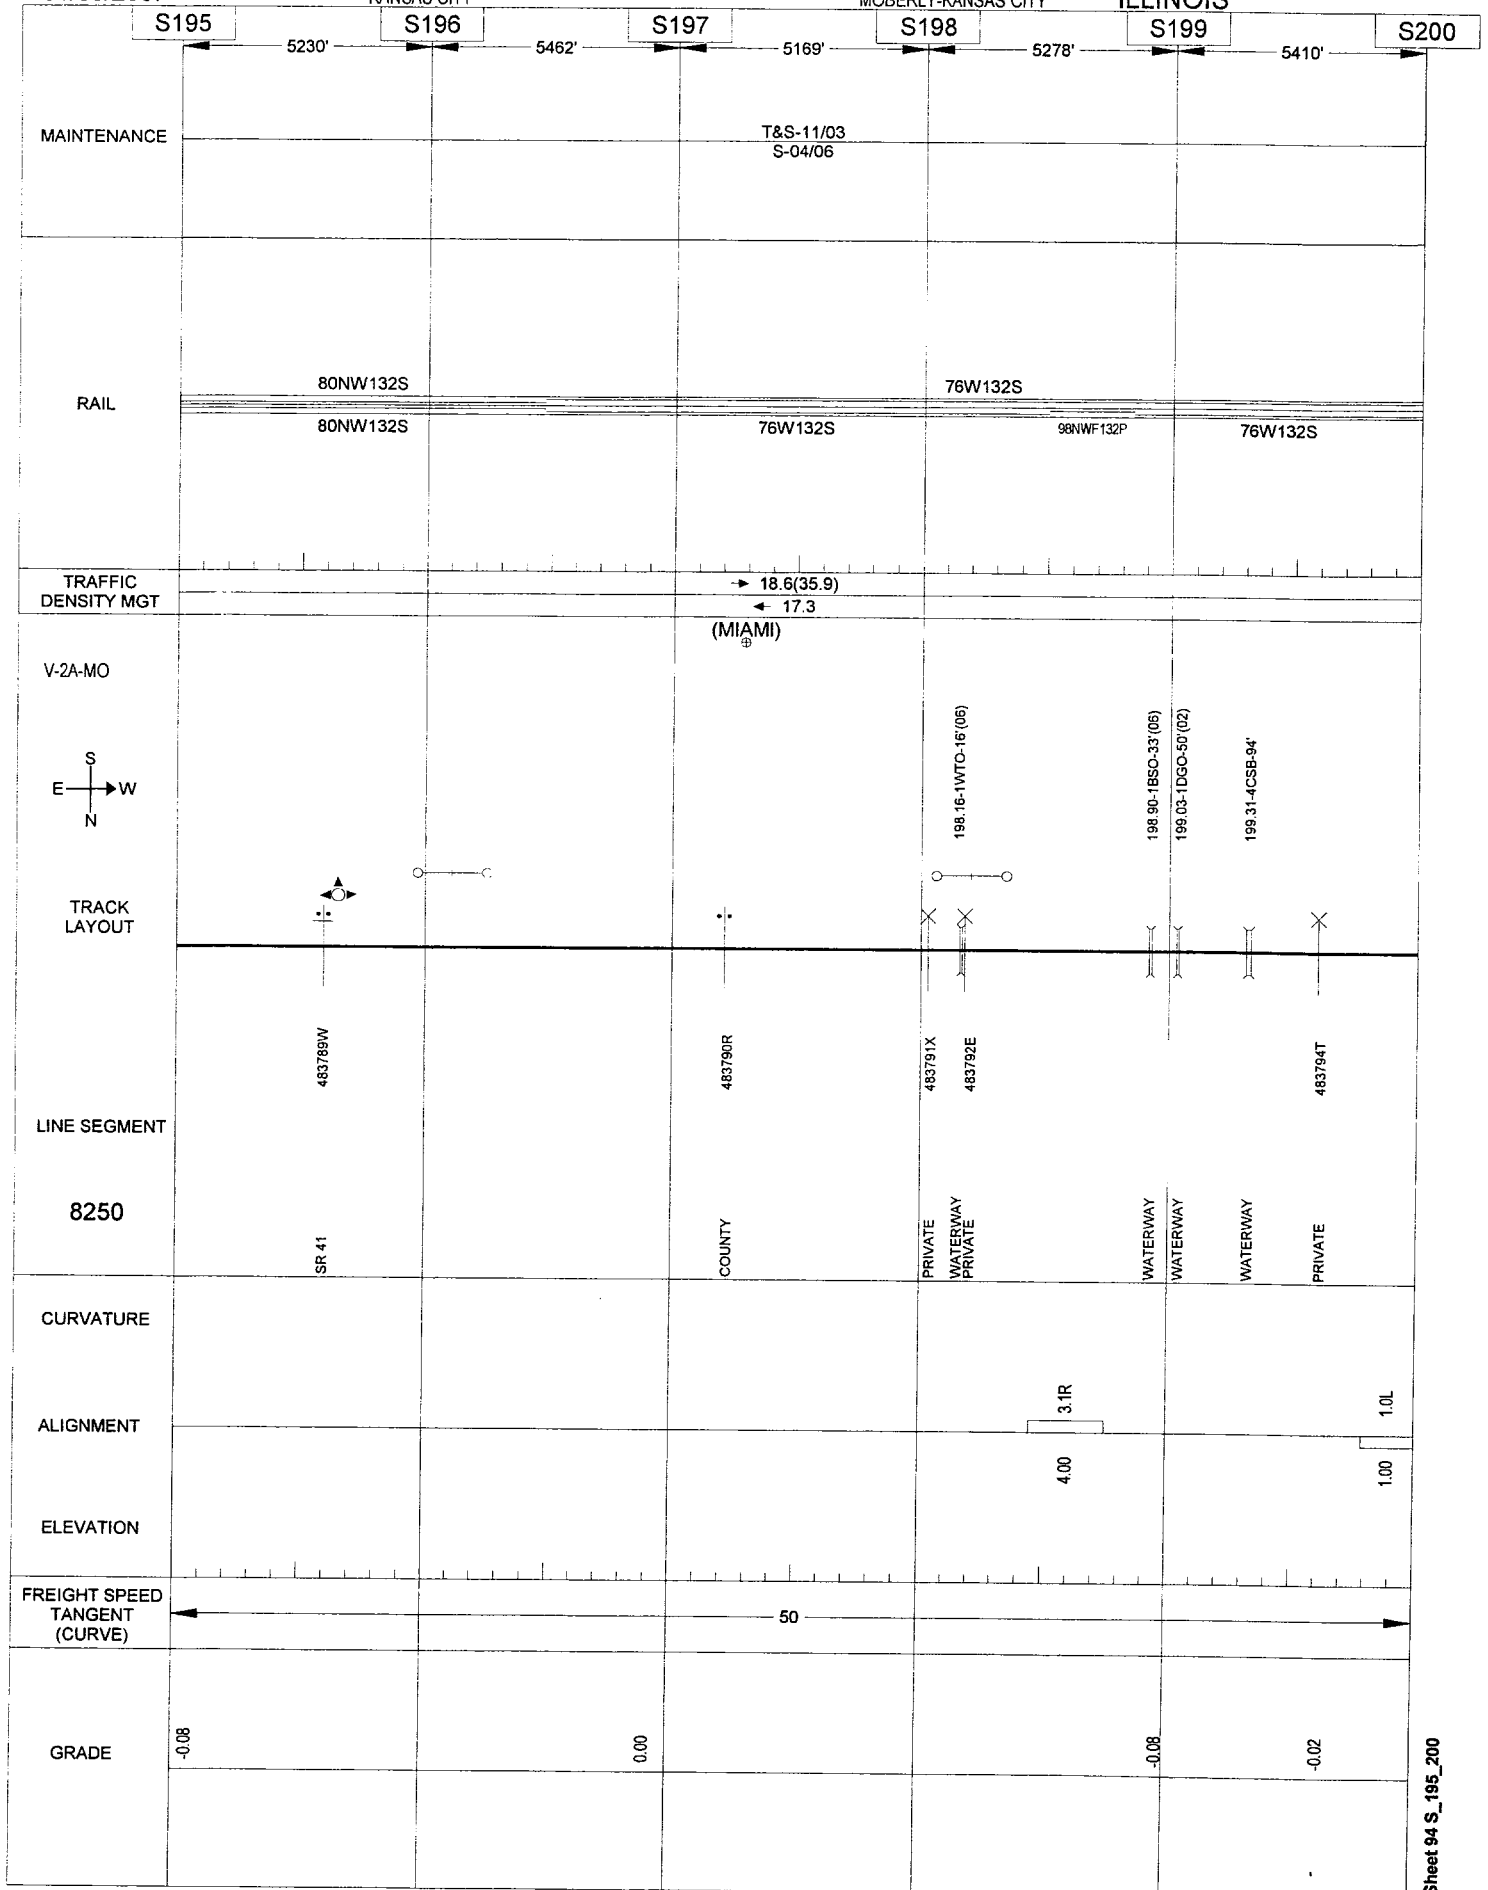 KANSAS CITY
MOBERLY-KANSAS CITY
ILLINOIS
S195 S196 S197 S198 S199 S200
5230' 5462' 5169' 5278' 5410'
MAINTENANCE
T&S-11/03
S-04/06
RAIL
80NW132S 76W132S
80NW132S 76W132S 98NWF132P 76W132S
TRAFFIC
DENSITY MGT
18.6(35.9)
17.3
(MIAMI)
V-2A-MO
S
E W
N
198.16-1WTO-16'(06)
198.90-1BSO-33'(06)
199.03-1DGO-50'(02)
199.31-4CSB-94'
TRACK
LAYOUT
483789W
483790R
483791X
483792E
483794T
LINE SEGMENT
8250
SR 41
COUNTY
PRIVATE
WATERWAY
PRIVATE
WATERWAY
WATERWAY
WATERWAY
PRIVATE
CURVATURE
ALIGNMENT
3.1R
1.0L
4.00
1.00
ELEVATION
FREIGHT SPEED
TANGENT
(CURVE)
50
GRADE
-0.08
0.00
-0.08
-0.02
Sheet 94 S_195_200